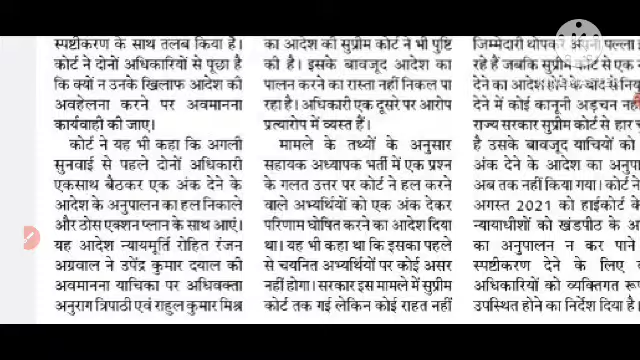 स्पष्टीकरण के साथ तलब किया है।
कोर्ट ने दोनों अधिकारियों से पूछा है
कि क्यों न उनके खिलाफ आदेश की
अवहेलना करने पर अवमानना
कार्यवाही की जाए।
कोर्ट ने यह भी कहा कि अगली
सुनवाई से पहले दोनों अधिकारी
एकसाथ बैठकर एक अंक देने के
आदेश के अनुपालन का हल निकाले
और ठोस एक्शन प्लान के साथ आएं।
यह आदेश न्यायमूर्ति रोहित रंजन
अग्रवाल ने उपेंद्र कुमार दयाल की
अवमानना याचिका पर अधिवक्ता
अनुराग त्रिपाठी एवं राहुल कुमार मिश्र
का आदेश की सुप्रीम कोर्ट ने भी पुष्टि
की है। इसके बावजूद आदेश का
पालन करने का रास्ता नहीं निकल पा
रहा है। अधिकारी एक दूसरे पर आरोप
प्रत्यारोप में व्यस्त हैं।
मामले के तथ्यों के अनुसार
सहायक अध्यापक भर्ती में एक प्रश्न
के गलत उत्तर पर कोर्ट ने हल करने
वाले अभ्यर्थियों को एक अंक देकर
परिणाम घोषित करने का आदेश दिया
था। यह भी कहा था कि इसका पहले
से चयनित अभ्यर्थियों पर कोई असर
नहीं होगा। सरकार इस मामले में सुप्रीम
कोर्ट तक गई लेकिन कोई राहत नहीं
जिम्मेदारी थोपकर अपना पल्ला
रहे हैं जबकि सुप्रीम कोर्ट से एक
देने का आदेश होने के बाद से
देने में कोई कानूनी अड़चन
राज्य सरकार सुप्रीम कोर्ट से हार
है उसके बावजूद याचियों को
अंक देने के आदेश का अनुपालन
अब तक नहीं किया गया। कोर्ट ने
अगस्त 2021 को हाईकोर्ट के
न्यायाधीशों की खंडपीठ के
का अनुपालन न कर पाने
स्पष्टीकरण देने के लिए
अधिकारियों को व्यक्तिगत
उपस्थित होने का निर्देश दिया है।